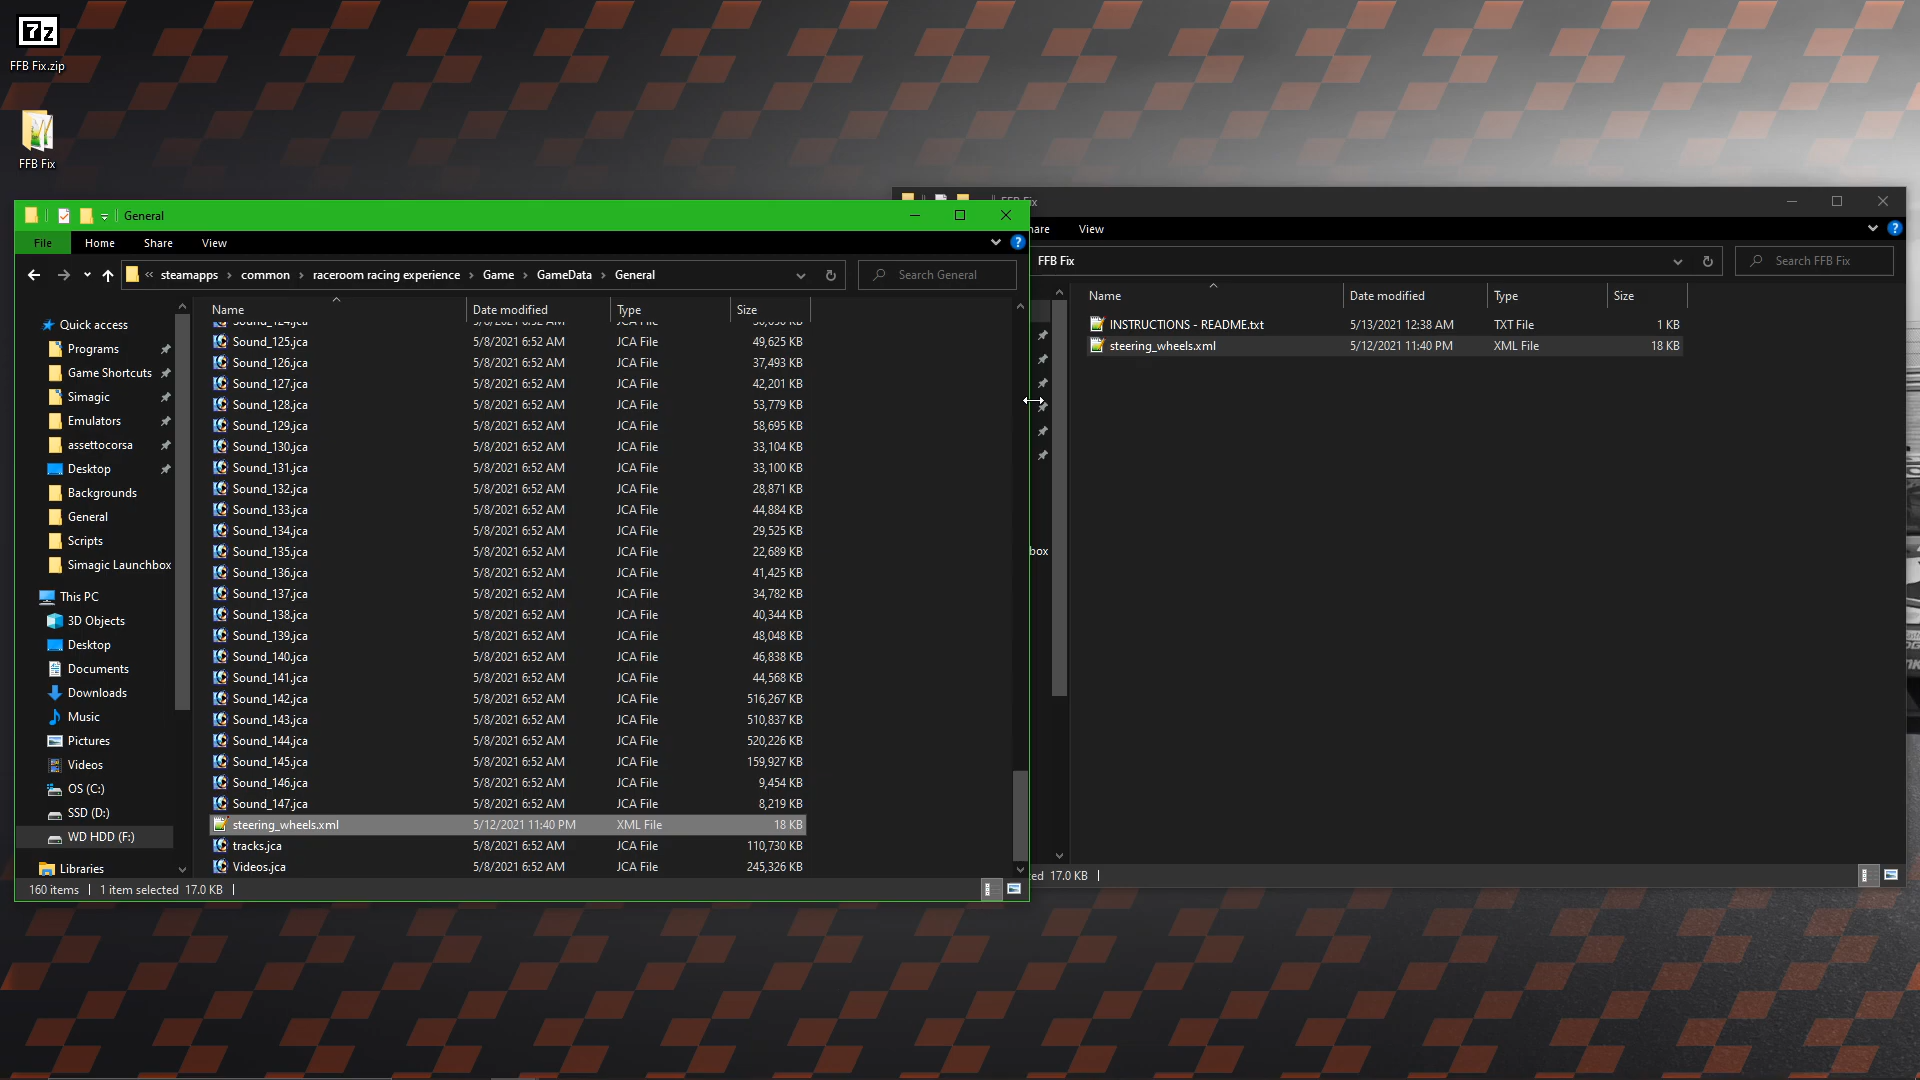 7z
FFB Fix.zip
FFB Fix
General
File Home Share View
« steamapps › common › raceroom racing experience › Game › GameData › General
Search General
Quick access
Programs
Game Shortcuts
Simagic
Emulators
assettocorsa
Desktop
Backgrounds
General
Scripts
Simagic Launchbox
This PC
3D Objects
Desktop
Documents
Downloads
Music
Pictures
Videos
OS (C:)
SSD (D:)
WD HDD (F:)
Libraries
Name Date modified Type Size
Sound_124.jca 5/8/2021 6:52 AM JCA File
Sound_125.jca 5/8/2021 6:52 AM JCA File 49,625 KB
Sound_126.jca 5/8/2021 6:52 AM JCA File 37,493 KB
Sound_127.jca 5/8/2021 6:52 AM JCA File 42,201 KB
Sound_128.jca 5/8/2021 6:52 AM JCA File 53,779 KB
Sound_129.jca 5/8/2021 6:52 AM JCA File 58,695 KB
Sound_130.jca 5/8/2021 6:52 AM JCA File 33,104 KB
Sound_131.jca 5/8/2021 6:52 AM JCA File 33,100 KB
Sound_132.jca 5/8/2021 6:52 AM JCA File 28,871 KB
Sound_133.jca 5/8/2021 6:52 AM JCA File 44,884 KB
Sound_134.jca 5/8/2021 6:52 AM JCA File 29,525 KB
Sound_135.jca 5/8/2021 6:52 AM JCA File 22,689 KB
Sound_136.jca 5/8/2021 6:52 AM JCA File 41,425 KB
Sound_137.jca 5/8/2021 6:52 AM JCA File 34,782 KB
Sound_138.jca 5/8/2021 6:52 AM JCA File 40,344 KB
Sound_139.jca 5/8/2021 6:52 AM JCA File 48,048 KB
Sound_140.jca 5/8/2021 6:52 AM JCA File 46,838 KB
Sound_141.jca 5/8/2021 6:52 AM JCA File 44,568 KB
Sound_142.jca 5/8/2021 6:52 AM JCA File 516,267 KB
Sound_143.jca 5/8/2021 6:52 AM JCA File 510,837 KB
Sound_144.jca 5/8/2021 6:52 AM JCA File 520,226 KB
Sound_145.jca 5/8/2021 6:52 AM JCA File 159,927 KB
Sound_146.jca 5/8/2021 6:52 AM JCA File 9,454 KB
Sound_147.jca 5/8/2021 6:52 AM JCA File 8,219 KB
steering_wheels.xml 5/12/2021 11:40 PM XML File 18 KB
tracks.jca 5/8/2021 6:52 AM JCA File 110,730 KB
Videos.jca 5/8/2021 6:52 AM JCA File 245,326 KB
160 items 1 item selected 17.0 KB
Fix
hare View
FFB Fix
Search FFB Fix
Name Date modified Type Size
INSTRUCTIONS - README.txt 5/13/2021 12:38 AM TXT File 1 KB
steering_wheels.xml 5/12/2021 11:40 PM XML File 18 KB
box
ed 17.0 KB